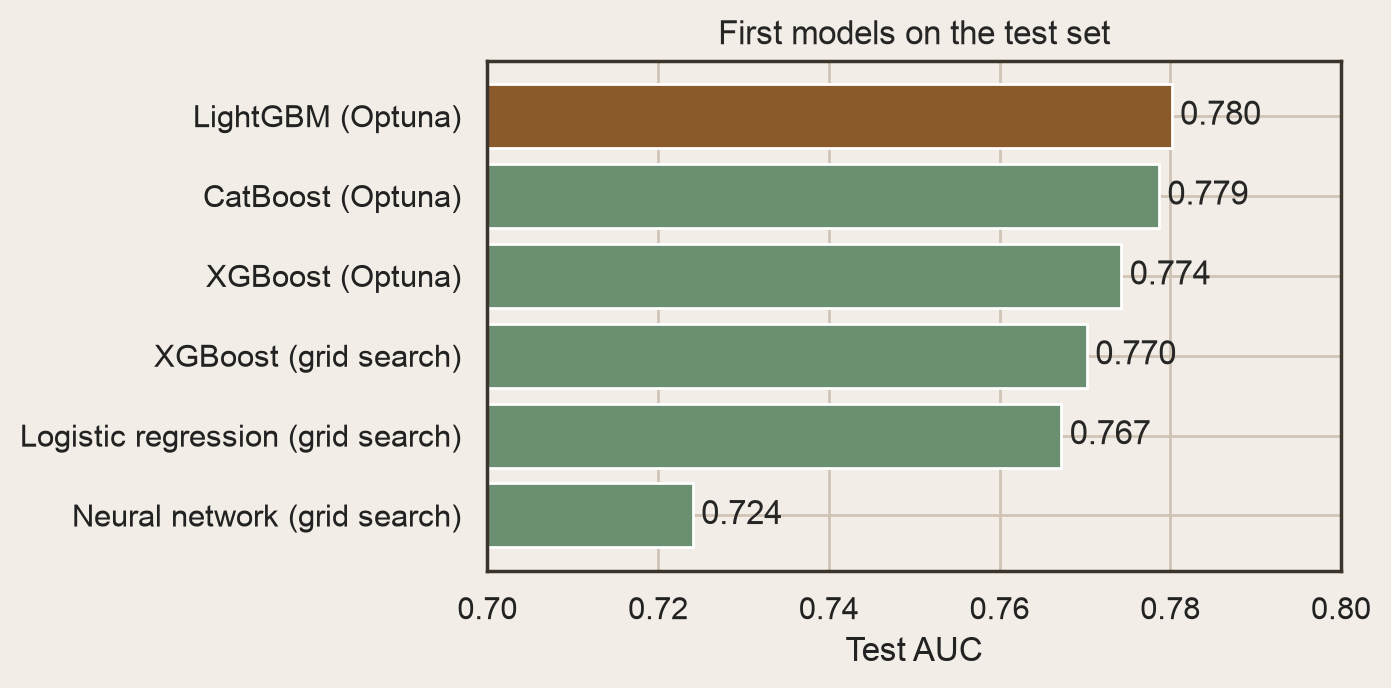 First models on the test set
LightGBM (Optuna)
0.780
CatBoost (Optuna)
0.779
XGBoost (Optuna)
0.774
XGBoost (grid search)
0.770
Logistic regression (grid search)
0.767
Neural network (grid search)
0.724
0.70 0.72 0.74 0.76 0.78 0.80
Test AUC